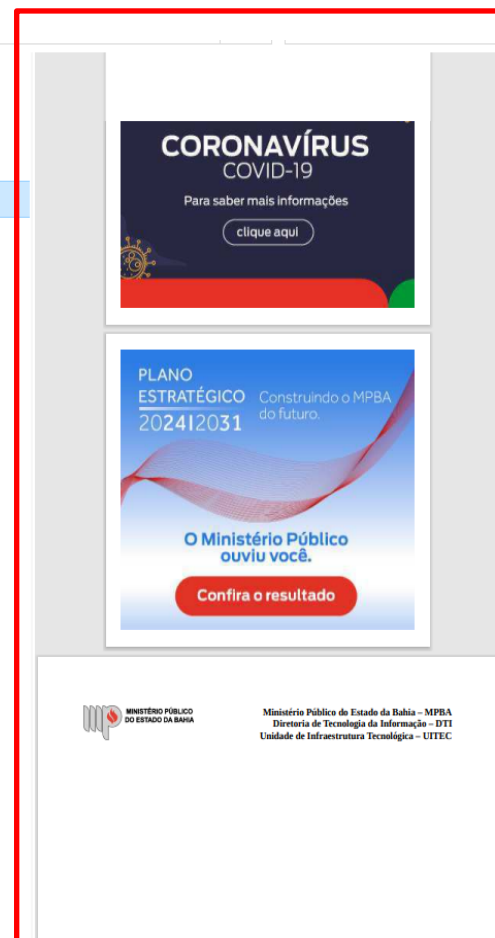 CORONAVÍRUS
COVID-19
Para saber mais informações
clique aqui
PLANO
ESTRATÉGICO
2024|2031
Construindo o MPBA
do futuro.
O Ministério Público
ouviu você.
Confira o resultado
MINISTÉRIO PÚBLICO
DO ESTADO DA BAHIA
Ministério Público do Estado da Bahia – MPBA
Diretoria de Tecnologia da Informação – DTI
Unidade de Infraestrutura Tecnológica – UITEC